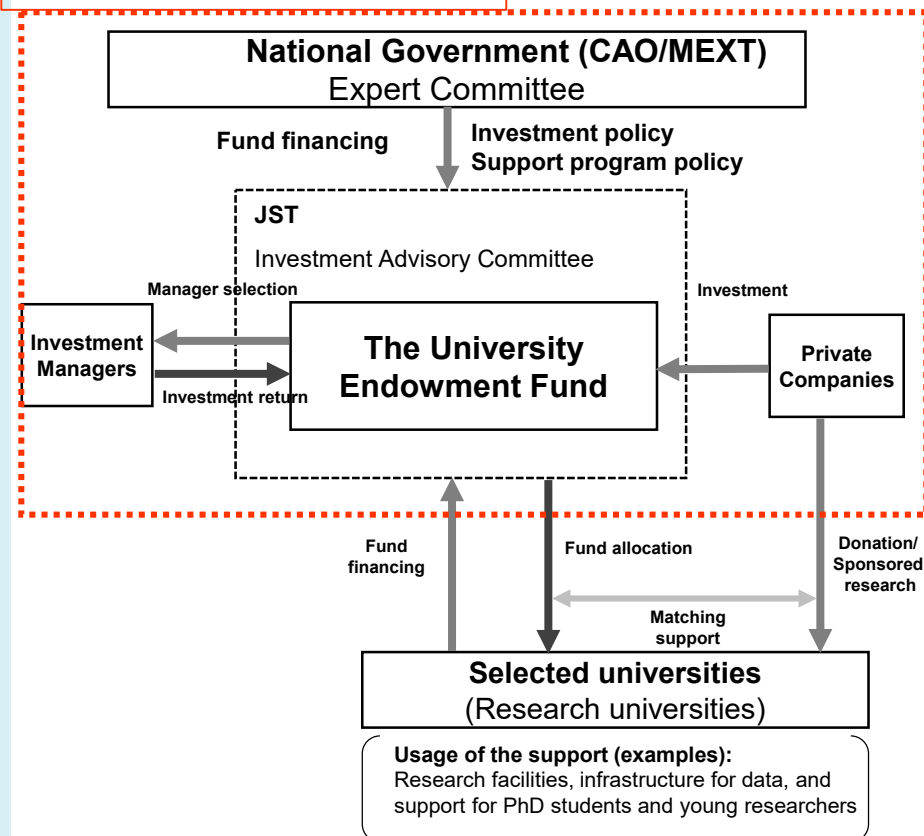 National Government (CAO/MEXT)
Expert Committee
Fund financing
Investment policy
Support program policy
JST
Investment Advisory Committee
Manager selection
Investment
Investment
Managers
The University
Endowment Fund
Private
Companies
Investment return
Fund
financing
Fund allocation
Donation/
Sponsored
research
Matching
support
Selected universities
(Research universities)
Usage of the support (examples):
Research facilities, infrastructure for data, and
support for PhD students and young researchers